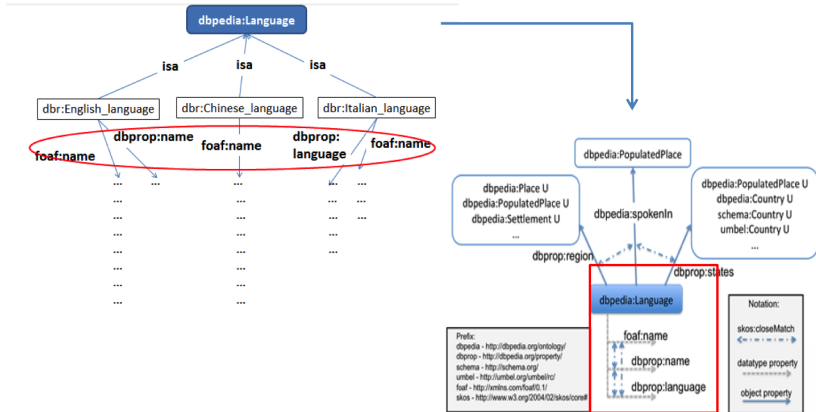 dbpedia:Language
isa
isa
isa
dbr:English_language
dbr:Chinese_language
dbr:Italian_language
foaf:name
dbprop:name
foaf:name
dbprop:
language
foaf:name
... ... ... ... ...
... ... ... ...
... ... ... ...
... ... ...
... ...
... ...
... ...
dbpedia:PopulatedPlace
dbpedia:Place U
dbpedia:PopulatedPlace U
dbpedia:Settlement U
...
dbpedia:spokenIn
dbpedia:PopulatedPlace U
dbpedia:Country U
schema:Country U
umbel:Country U
...
dbprop:region
dbprop:states
dbpedia:Language
foaf:name
dbprop:name
dbprop:language
Prefix:
dbpedia - http://dbpedia.org/ontology/
dbprop - http://dbpedia.org/property/
schema - http://schema.org/
umbel - http://umbel.org/umbel/rc/
foaf - http://xmlns.com/foaf/0.1/
skos - http://www.w3.org/2004/02/skos/core#
Notation:
skos:closeMatch
datatype property
object property